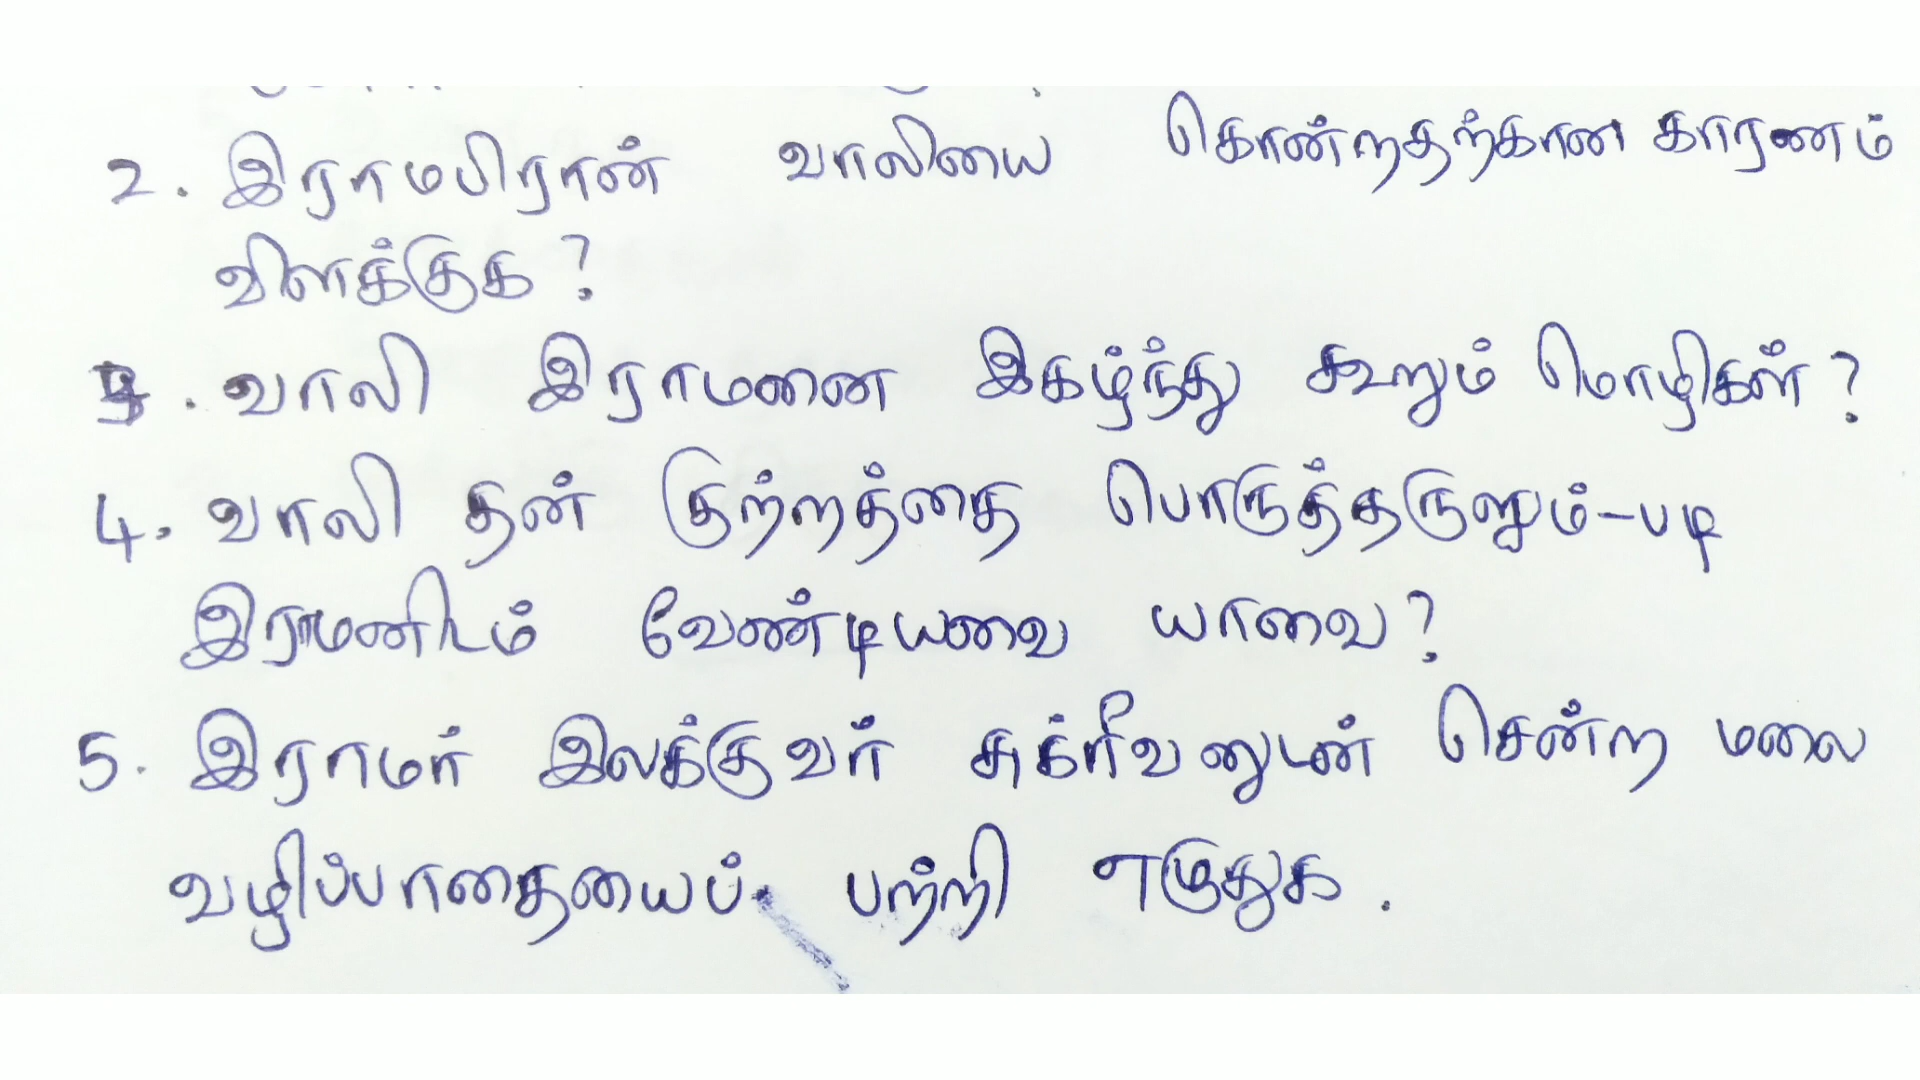 2. இராமபிரான் வாலியை கொன்றதற்கான காரணம்
விளக்குக?
3. வாலி இராமனை இகழ்ந்து கூறும் மொழிகள்?
4. வாலி தன் குற்றத்தை பொருத்தருளும்-படி
இராமனிடம் வேண்டியவை யாவை?
5. இராமர் இலக்குவர் சுக்ரீவனுடன் சென்ற மலை
வழிப்பாதையைப் பற்றி எழுதுக.